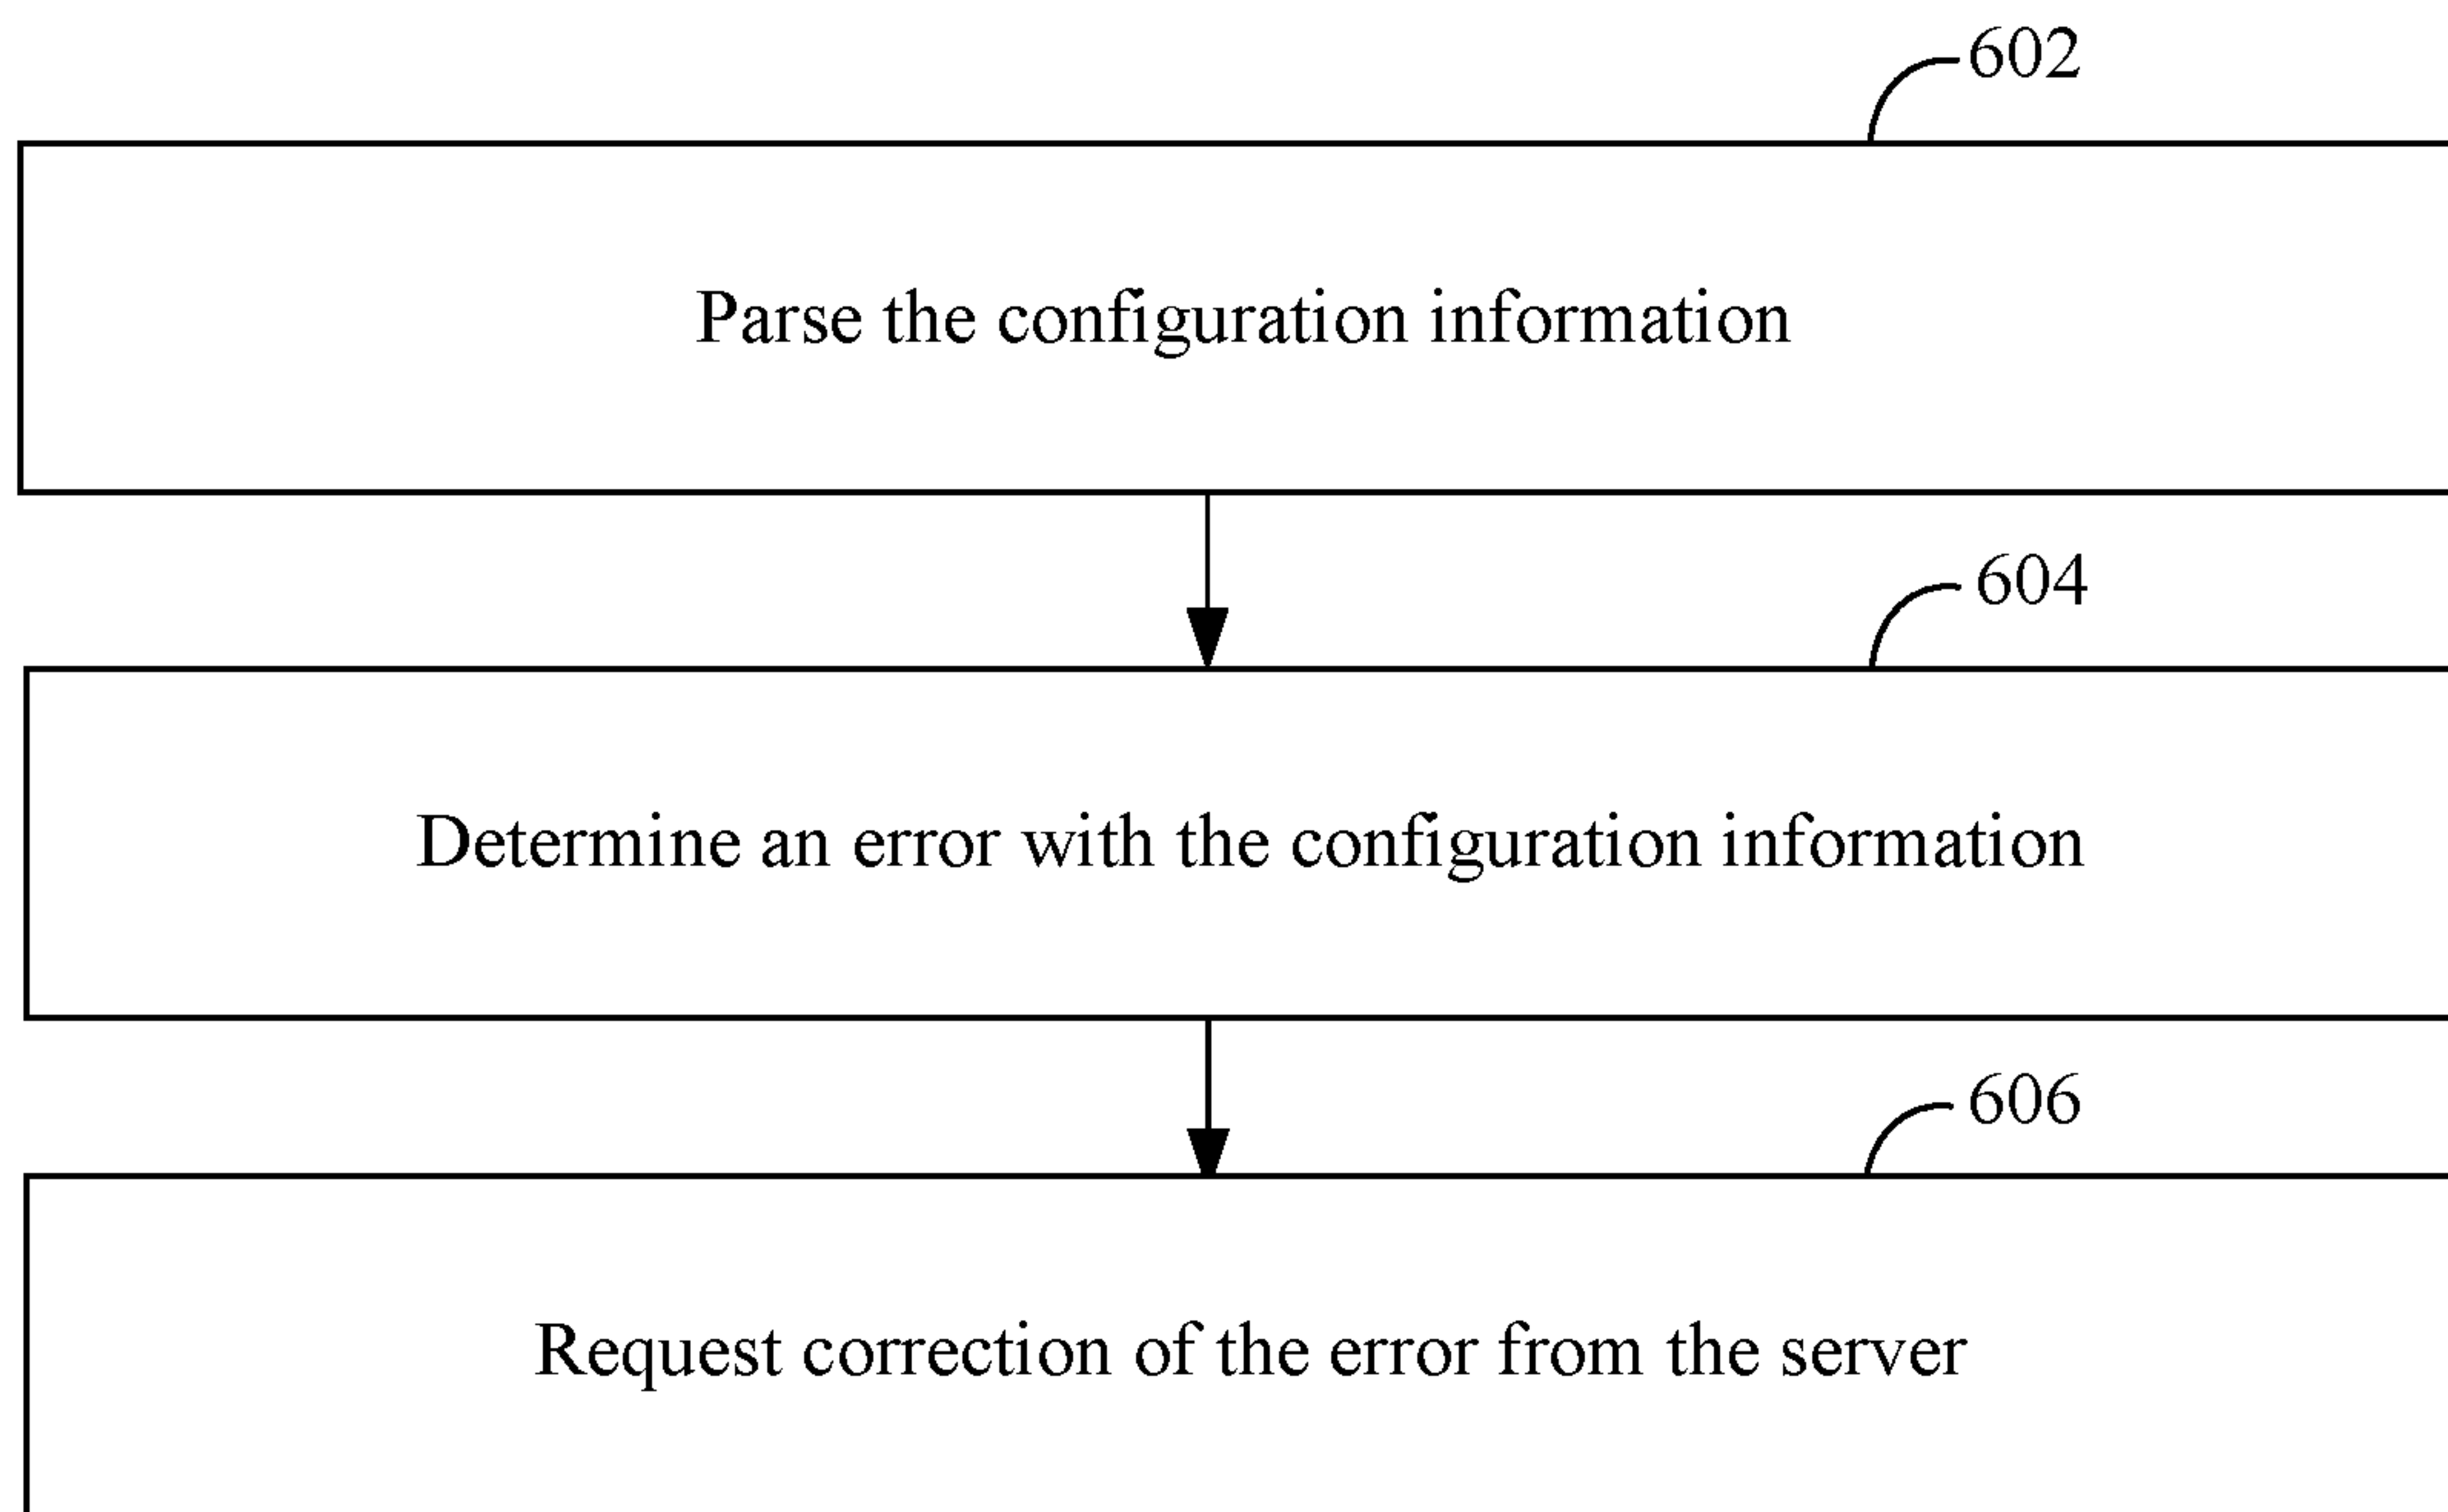 602
Parse the configuration information
604
Determine an error with the configuration information
606
Request correction of the error from the server